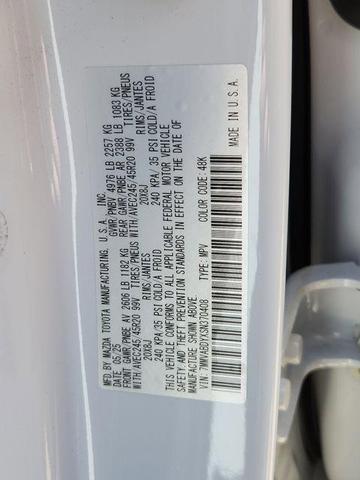 MFD BY MAZDA TOYOTA MANUFACTURING, U.S.A., INC.
DATE 05/25 GVWR/PNBV 4976 LB 2257 KG
FRONT GAWR/PNBE AV 2606 LB 1182 KG REAR GAWR/PNBE AR 2388 LB 1083 KG
WITH/AVEC 245/45R20 99V TIRES/PNEUS WITH/AVEC 245/45R20 99V TIRES/PNEUS
20X8J RIMS/JANTES 20X8J RIMS/JANTES
240 KPA/ 35 PSI COLD/A FROID 240 KPA/ 35 PSI COLD/A FROID
THIS VEHICLE CONFORMS TO ALL APPLICABLE FEDERAL MOTOR VEHICLE
SAFETY AND THEFT PREVENTION STANDARDS IN EFFECT ON THE DATE OF
MANUFACTURE SHOWN ABOVE.
VIN: TYPE: MPV COLOR CODE: 48K MADE IN U.S.A.